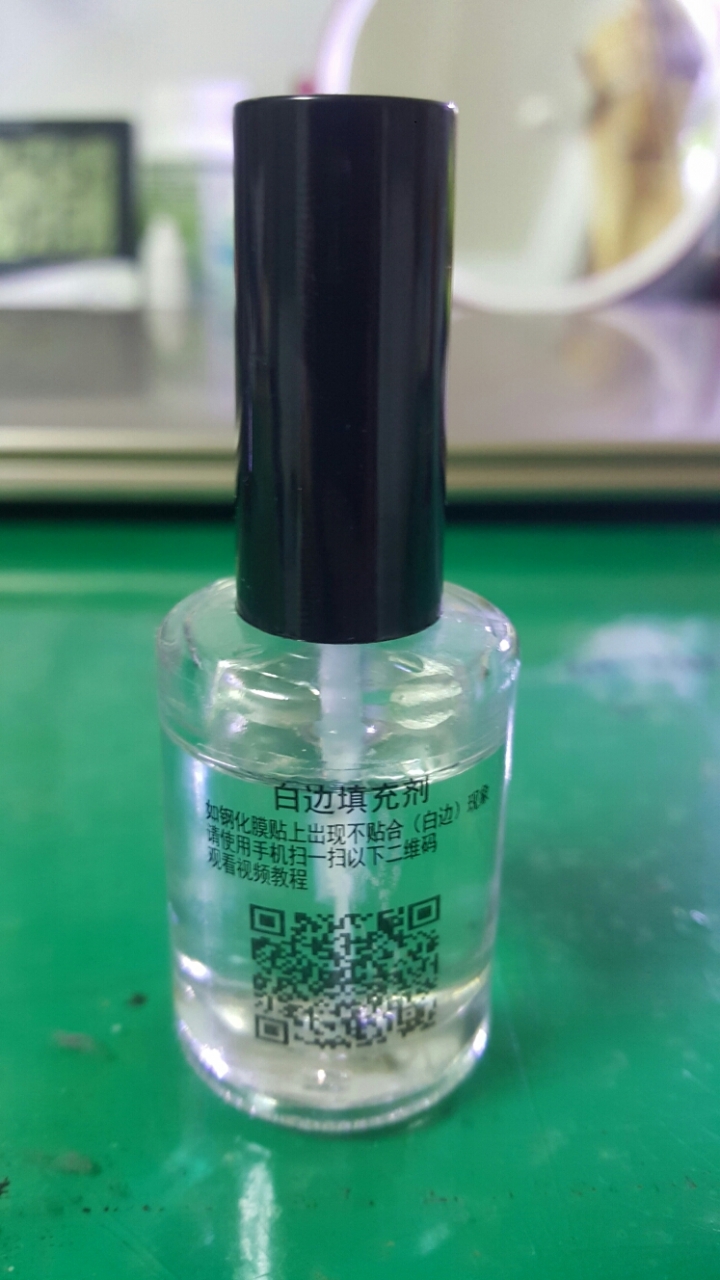 白边填充剂
如钢化膜贴上出现不贴合（白边）现象
请使用手机扫一扫以下二维码
观看视频教程